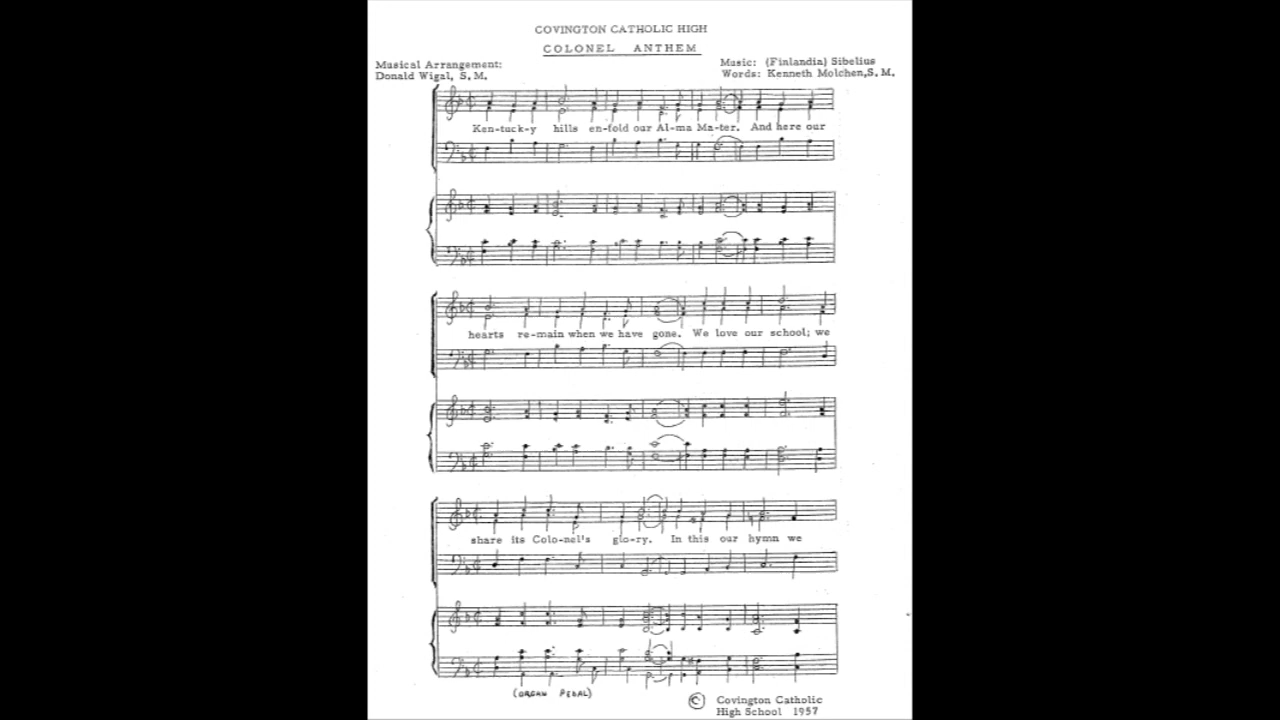 COVINGTON CATHOLIC HIGH
COLONEL ANTHEM
Musical Arrangement:
Donald Wigal, S. M.
Music: (Finlandia) Sibelius
Words: Kenneth Molchen, S. M.
Ken-tuck-y hills en-fold our Al-ma Ma-ter. And here our
hearts re-main when we have gone. We love our school; we
share its Colo-nel's glo-ry. In this our hymn we
(ORGAN PEDAL)
© Covington Catholic
High School 1957